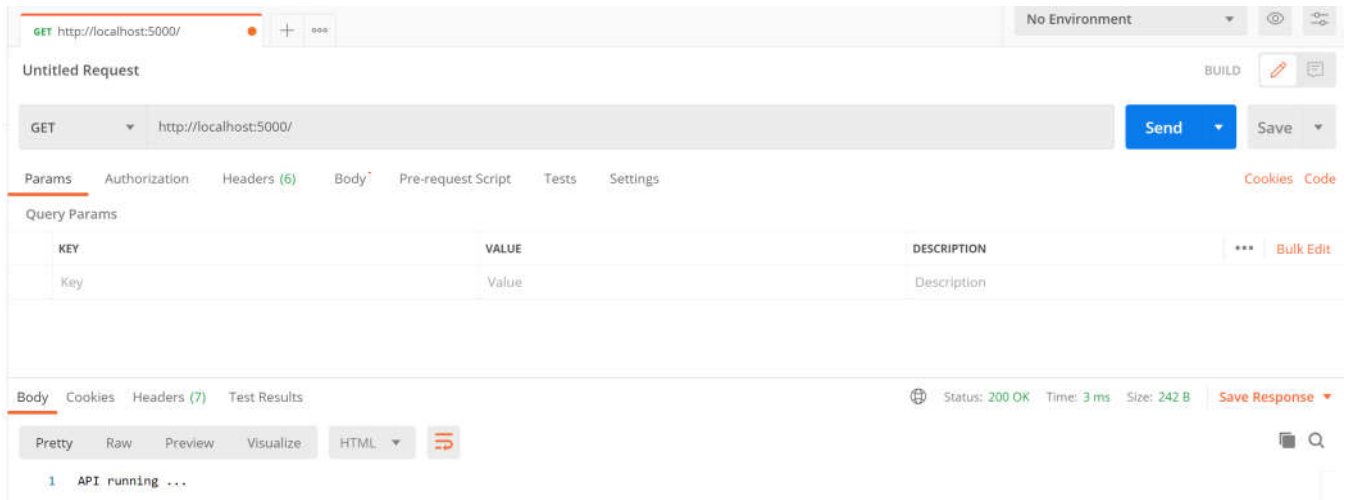 GET http://localhost:5000/
No Environment
Untitled Request
BUILD
GET http://localhost:5000/ Send Save
Params Authorization Headers (6) Body Pre-request Script Tests Settings Cookies Code
Query Params
KEY VALUE DESCRIPTION ••• Bulk Edit
Key Value Description
Body Cookies Headers (7) Test Results Status: 200 OK Time: 3 ms Size: 242 B Save Response
Pretty Raw Preview Visualize HTML
1 API running ...